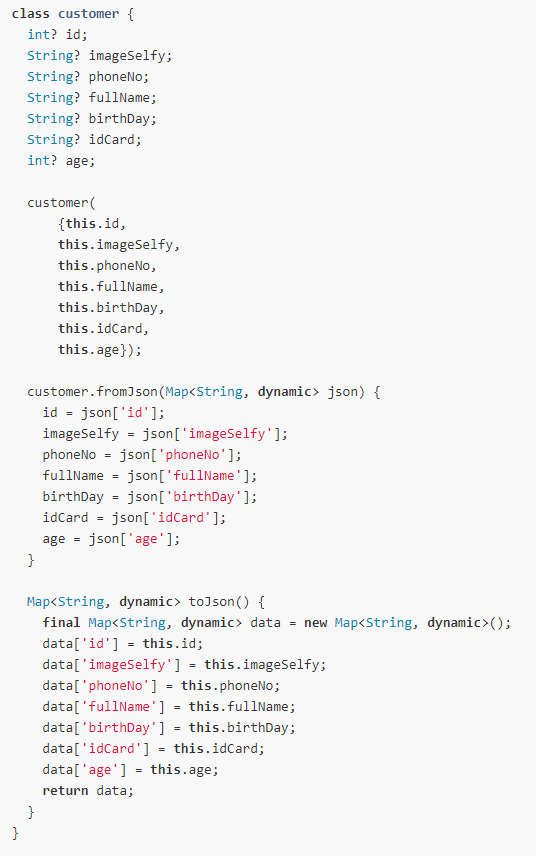 class customer {
  int? id;
  String? imageSelfy;
  String? phoneNo;
  String? fullName;
  String? birthDay;
  String? idCard;
  int? age;

  customer(
      {this.id,
      this.imageSelfy,
      this.phoneNo,
      this.fullName,
      this.birthDay,
      this.idCard,
      this.age});

  customer.fromJson(Map<String, dynamic> json) {
    id = json['id'];
    imageSelfy = json['imageSelfy'];
    phoneNo = json['phoneNo'];
    fullName = json['fullName'];
    birthDay = json['birthDay'];
    idCard = json['idCard'];
    age = json['age'];
  }

  Map<String, dynamic> toJson() {
    final Map<String, dynamic> data = new Map<String, dynamic>();
    data['id'] = this.id;
    data['imageSelfy'] = this.imageSelfy;
    data['phoneNo'] = this.phoneNo;
    data['fullName'] = this.fullName;
    data['birthDay'] = this.birthDay;
    data['idCard'] = this.idCard;
    data['age'] = this.age;
    return data;
  }
}